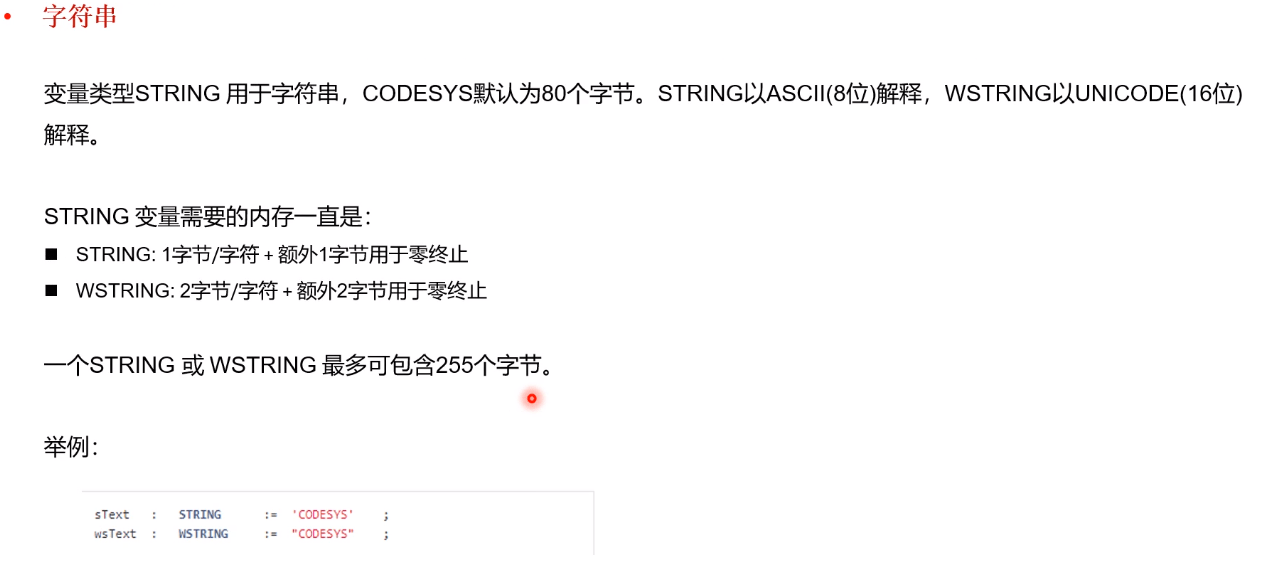 • 字符串
变量类型STRING 用于字符串，CODESYS默认为80个字节。STRING以ASCII(8位)解释，WSTRING以UNICODE(16位)
解释。
STRING 变量需要的内存一直是：
■ STRING: 1字节/字符 + 额外1字节用于零终止
■ WSTRING: 2字节/字符 + 额外2字节用于零终止
一个STRING 或 WSTRING 最多可包含255个字节。
举例：
sText : STRING := 'CODESYS' ;
wsText : WSTRING := "CODESYS" ;